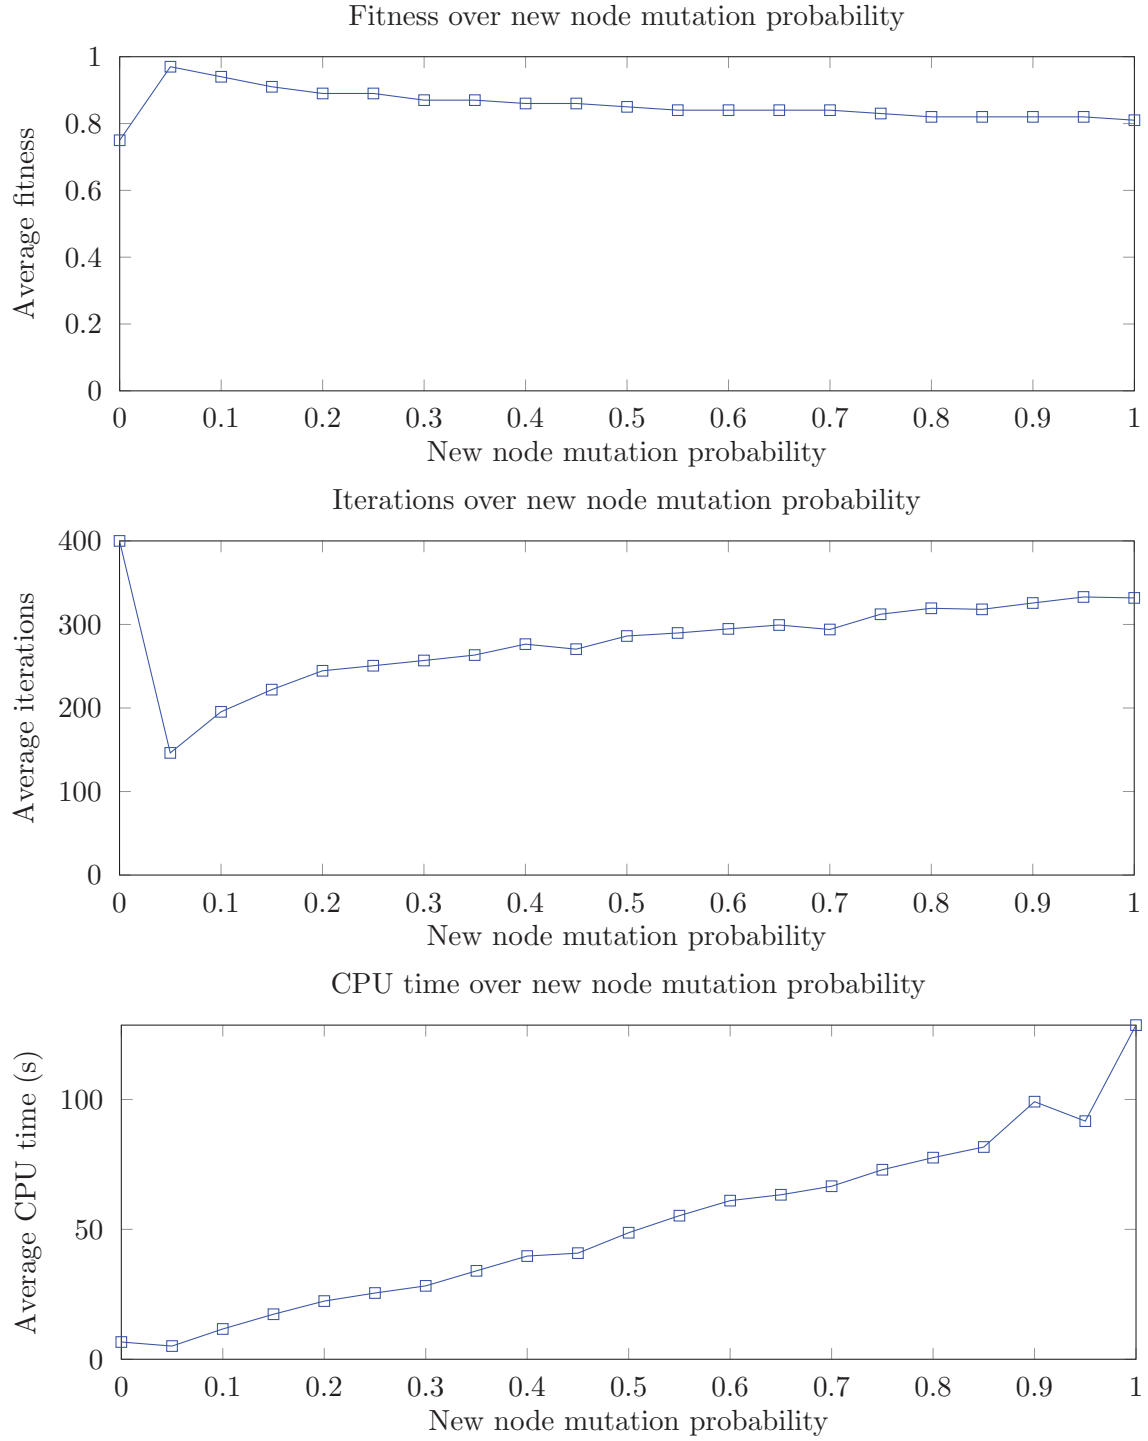 Fitness over new node mutation probability
1
0.8
0.6
0.4
0.2
0
Average fitness
0 0.1 0.2 0.3 0.4 0.5 0.6 0.7 0.8 0.9 1
New node mutation probability
Iterations over new node mutation probability
400
300
200
100
0
Average iterations
0 0.1 0.2 0.3 0.4 0.5 0.6 0.7 0.8 0.9 1
New node mutation probability
CPU time over new node mutation probability
100
50
0
Average CPU time (s)
0 0.1 0.2 0.3 0.4 0.5 0.6 0.7 0.8 0.9 1
New node mutation probability